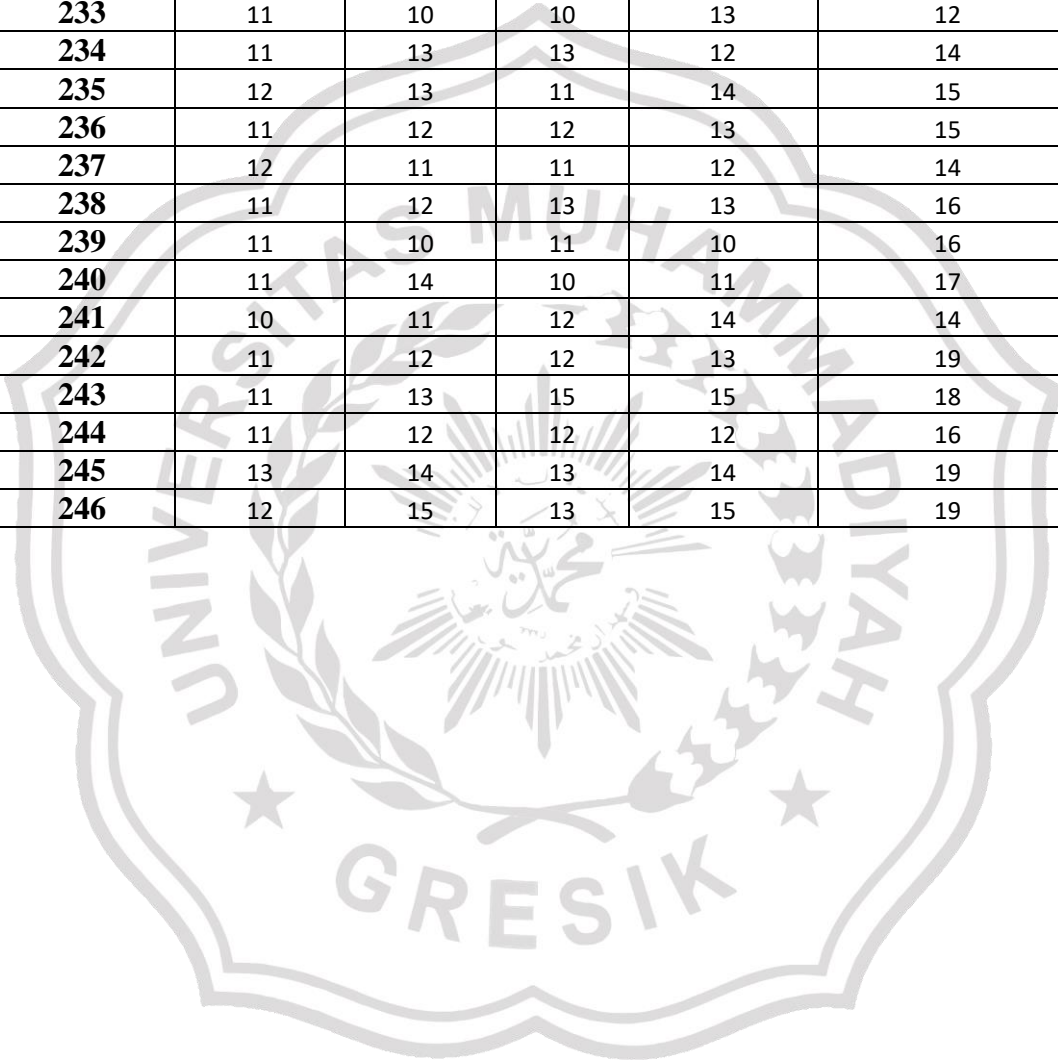 233 11 10 10 13 12
234 11 13 13 12 14
235 12 13 11 14 15
236 11 12 12 13 15
237 12 11 11 12 14
238 11 12 13 13 16
239 11 10 11 10 16
240 11 14 10 11 17
241 10 11 12 14 14
242 11 12 12 13 19
243 11 13 15 15 18
244 11 12 12 12 16
245 13 14 13 14 19
246 12 15 13 15 19
UNIVERSITAS MUHAMMADIYAH
GRESIK